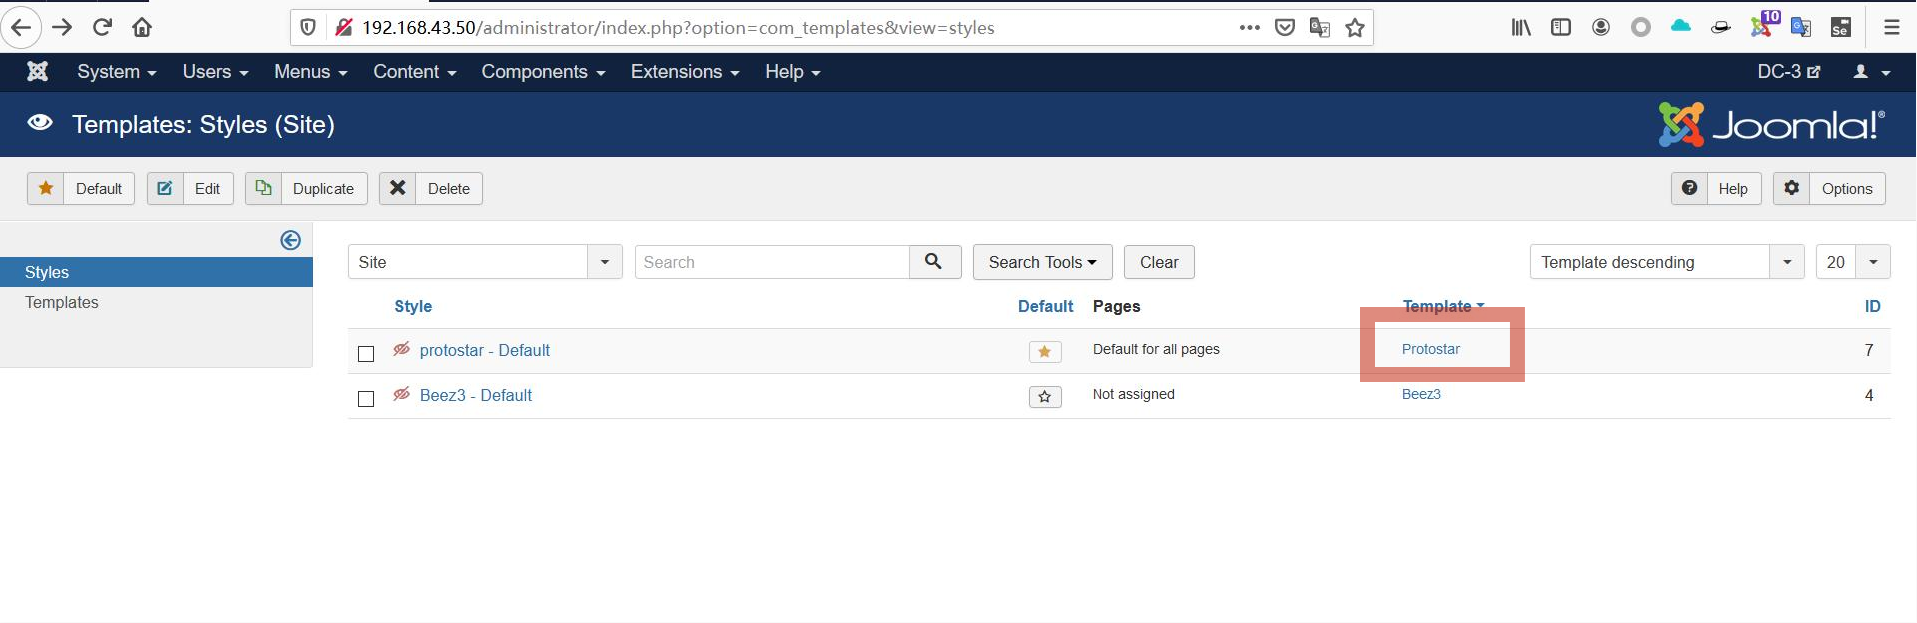 192.168.43.50/administrator/index.php?option=com_templates&view=styles
10
Se
System Users Menus Content Components Extensions Help DC-3
Templates: Styles (Site) Joomla!®
Default Edit Duplicate Delete Help Options
Styles
Templates
Site Search Search Tools Clear Template descending 20
Style Default Pages Template ID
protostar - Default Default for all pages Protostar 7
Beez3 - Default Not assigned Beez3 4